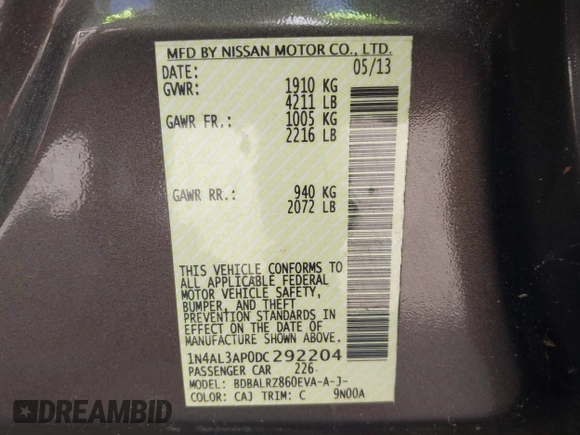 MFD BY NISSAN MOTOR CO., LTD.
DATE: 05/13
GVWR: 1910 KG
4211 LB
GAWR FR.: 1005 KG
2216 LB
GAWR RR.: 940 KG
2072 LB
THIS VEHICLE CONFORMS TO
ALL APPLICABLE FEDERAL
MOTOR VEHICLE SAFETY,
BUMPER, AND THEFT
PREVENTION STANDARDS IN
EFFECT ON THE DATE OF
MANUFACTURE SHOWN ABOVE.
1N4AL3AP0DC292204
PASSENGER CAR 226
MODEL: BDBALRZ860EVA-A-J-
COLOR: CAJ TRIM: C 9N00A
DREAMBID